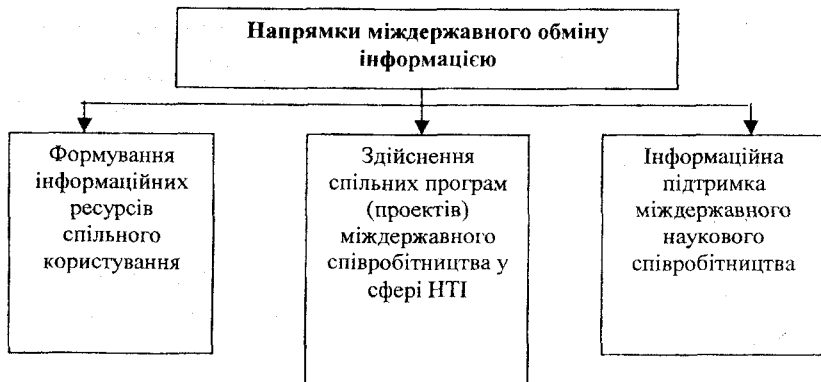 Напрямки міждержавного обміну
інформацією
Формування
інформаційних
ресурсів
спільного
користування
Здійснення
спільних програм
(проектів)
міждержавного
співробітництва у
сфері НТІ
Інформаційна
підтримка
міждержавного
наукового
співробітництва